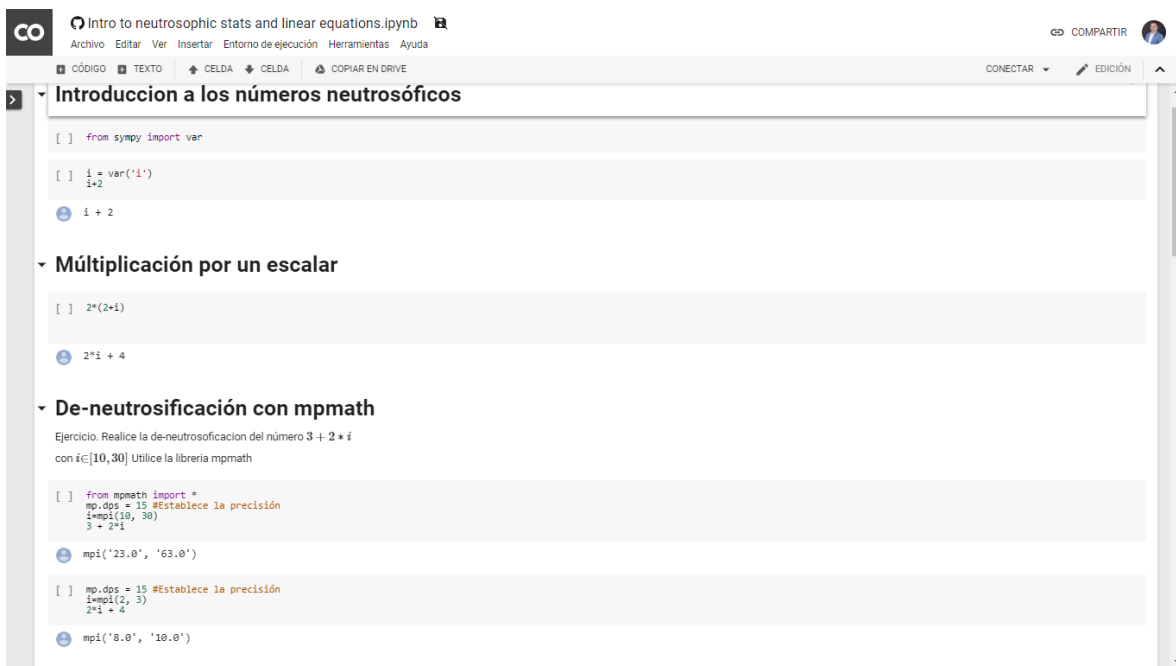 CO
Intro to neutrosophic stats and linear equations.ipynb
Archivo Editar Ver Insertar Entorno de ejecución Herramientas Ayuda
COMPARTIR
CÓDIGO TEXTO CELDA CELDA COPIAR EN DRIVE CONECTAR EDICIÓN
Introduccion a los números neutrosóficos
[ ] from sympy import var
[ ] i = var('i')
i+2
i + 2
Múltiplicación por un escalar
[ ] 2*(2+i)
2*i + 4
De-neutrosificación con mpmath
Ejercicio. Realice la de-neutrosoficacion del número 3 + 2 * i
con i∈[10, 30] Utilice la libreria mpmath
[ ] from mpmath import *
mp.dps = 15 #Establece la precisión
i=mpi(10, 30)
3 + 2*i
mpi('23.0', '63.0')
[ ] mp.dps = 15 #Establece la precisión
i=mpi(2, 3)
2*i + 4
mpi('8.0', '10.0')